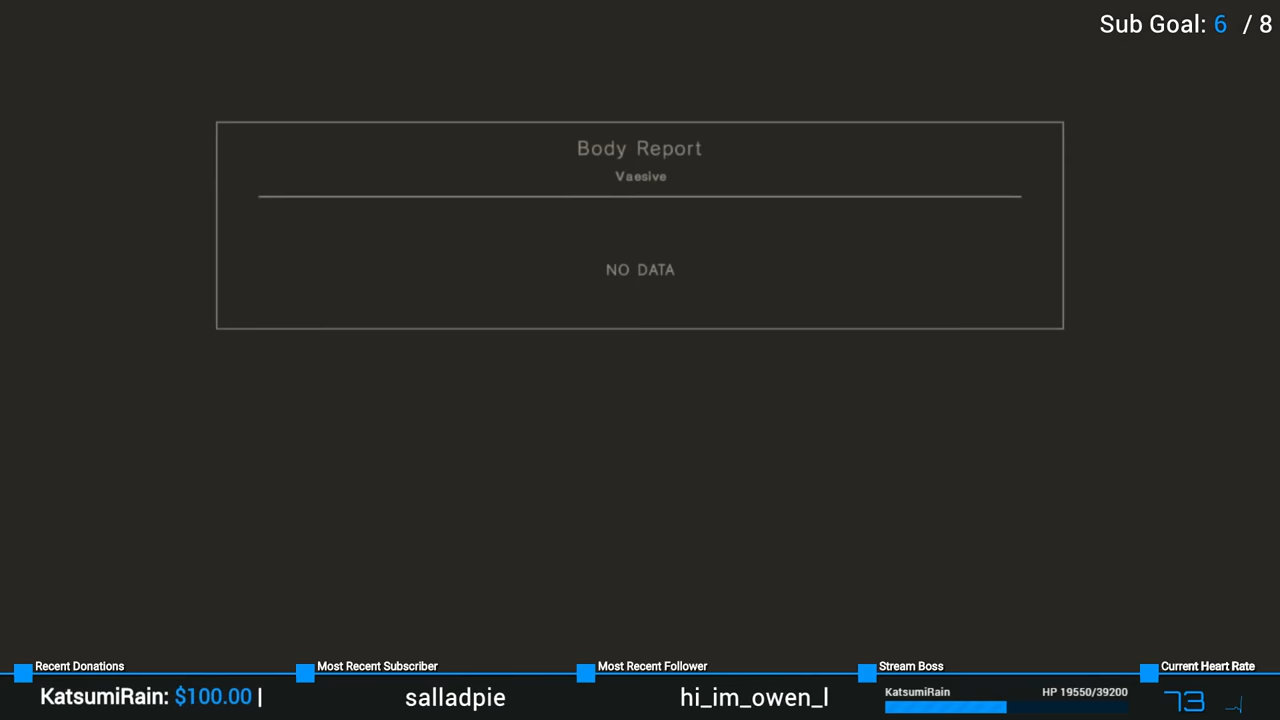 Sub Goal: 6 / 8
Body Report
Vaesive
NO DATA
Recent Donations
Most Recent Subscriber
Most Recent Follower
Stream Boss
Current Heart Rate
KatsumiRain: $100.00 |
salladpie
hi_im_owen_l
KatsumiRain
HP 19550/39200
73